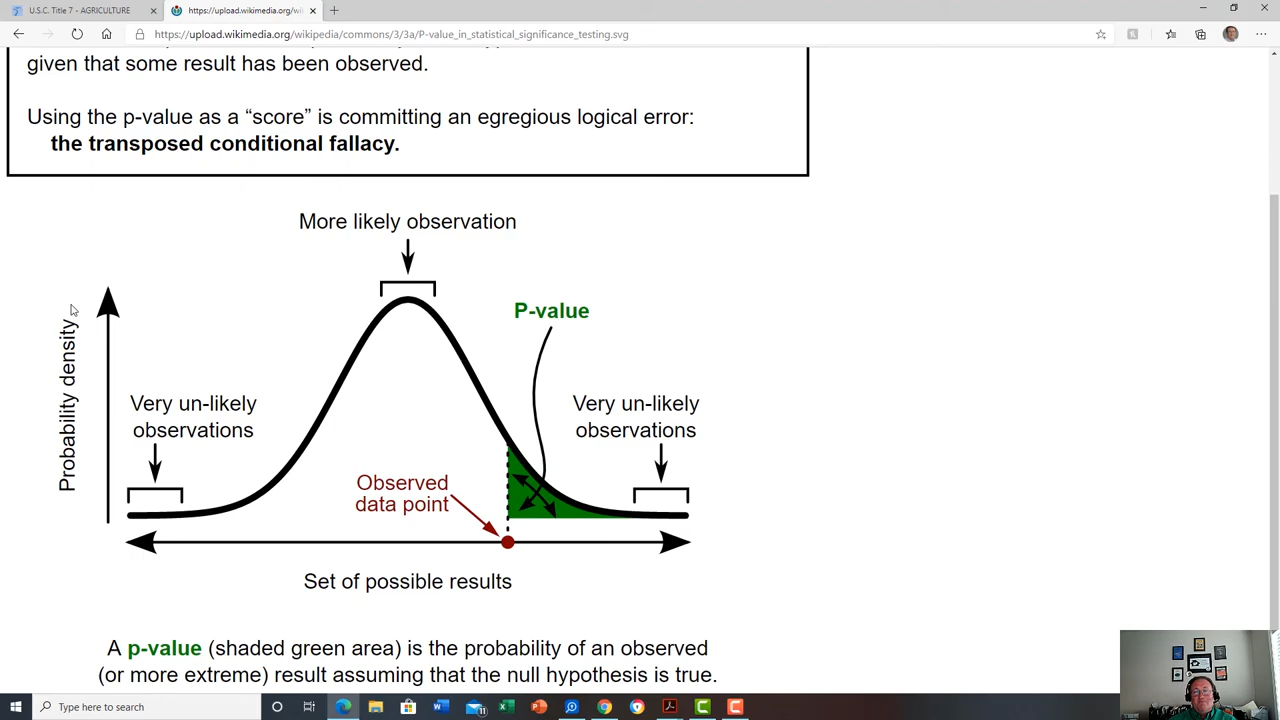 U.S.C. Title 7 - AGRICULTURE
https://upload.wikimedia.org/wi
https://upload.wikimedia.org/wikipedia/commons/3/3a/P-value_in_statistical_significance_testing.svg
given that some result has been observed.
Using the p-value as a “score” is committing an egregious logical error:
the transposed conditional fallacy.
More likely observation
P-value
Probability density
Very un-likely
observations
Very un-likely
observations
Observed
data point
Set of possible results
A p-value (shaded green area) is the probability of an observed
(or more extreme) result assuming that the null hypothesis is true.
Type here to search